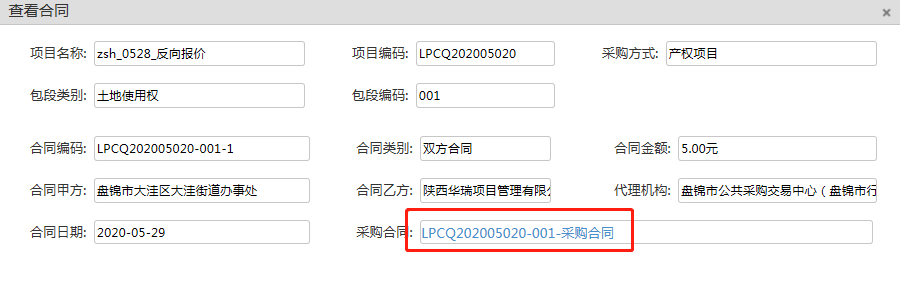 查看合同 ×
项目名称: zsh_0528_反向报价 项目编码: LPCQ202005020 采购方式: 产权项目
包段类别: 土地使用权 包段编码: 001
合同编码: LPCQ202005020-001-1 合同类别: 双方合同 合同金额: 5.00元
合同甲方: 盘锦市大洼区大洼街道办事处 合同乙方: 陕西华瑞项目管理有限 代理机构: 盘锦市公共采购交易中心（盘锦市行
合同日期: 2020-05-29 采购合同: LPCQ202005020-001-采购合同